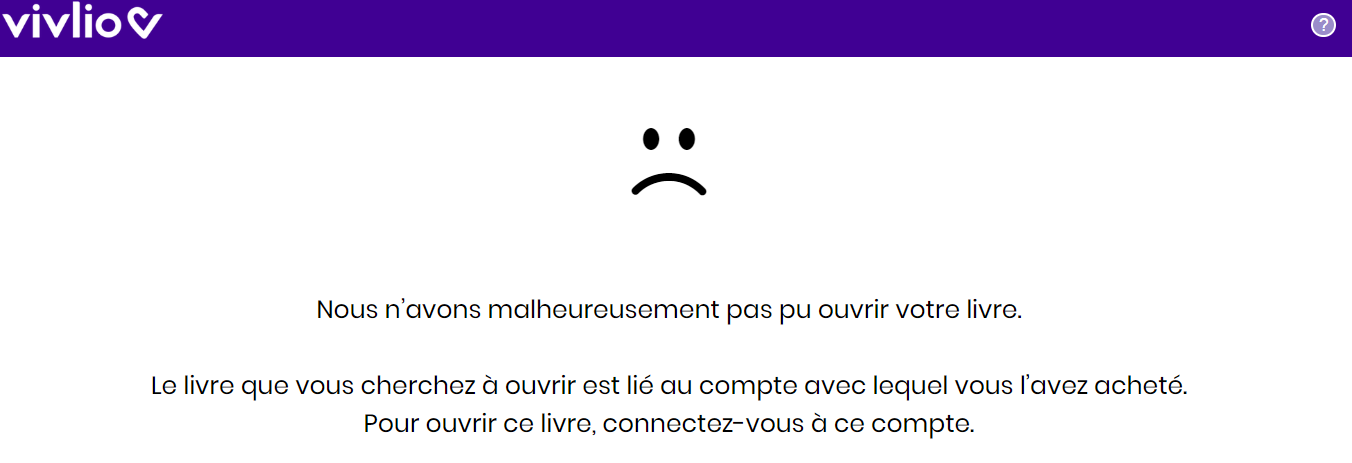 vivlio
?
Nous n’avons malheureusement pas pu ouvrir votre livre.
Le livre que vous cherchez à ouvrir est lié au compte avec lequel vous l’avez acheté.
Pour ouvrir ce livre, connectez-vous à ce compte.